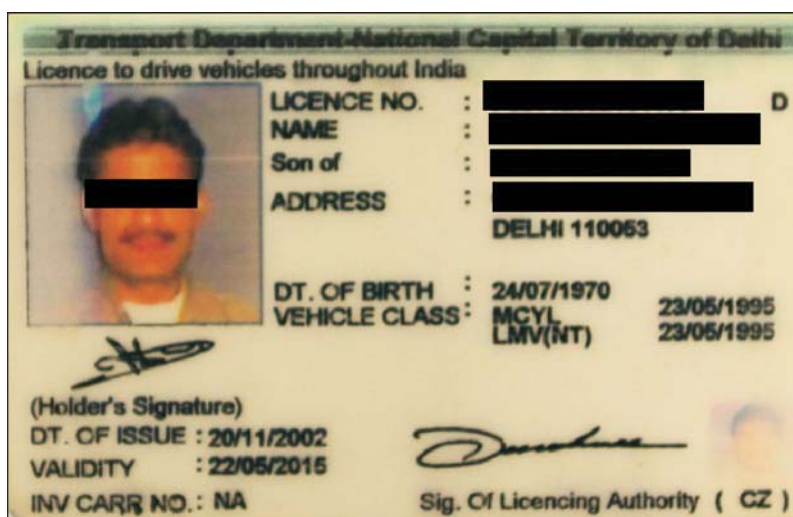 Transport Department-National Capital Territory of Delhi
Licence to drive vehicles throughout India
LICENCE NO. : D
NAME :
Son of :
ADDRESS :
DELHI 110053
DT. OF BIRTH : 24/07/1970
VEHICLE CLASS : MCYL 23/05/1995
LMV(NT) 23/05/1995
(Holder's Signature)
DT. OF ISSUE : 20/11/2002
VALIDITY : 22/05/2015
INV CARR NO. : NA
Sig. Of Licencing Authority ( CZ )